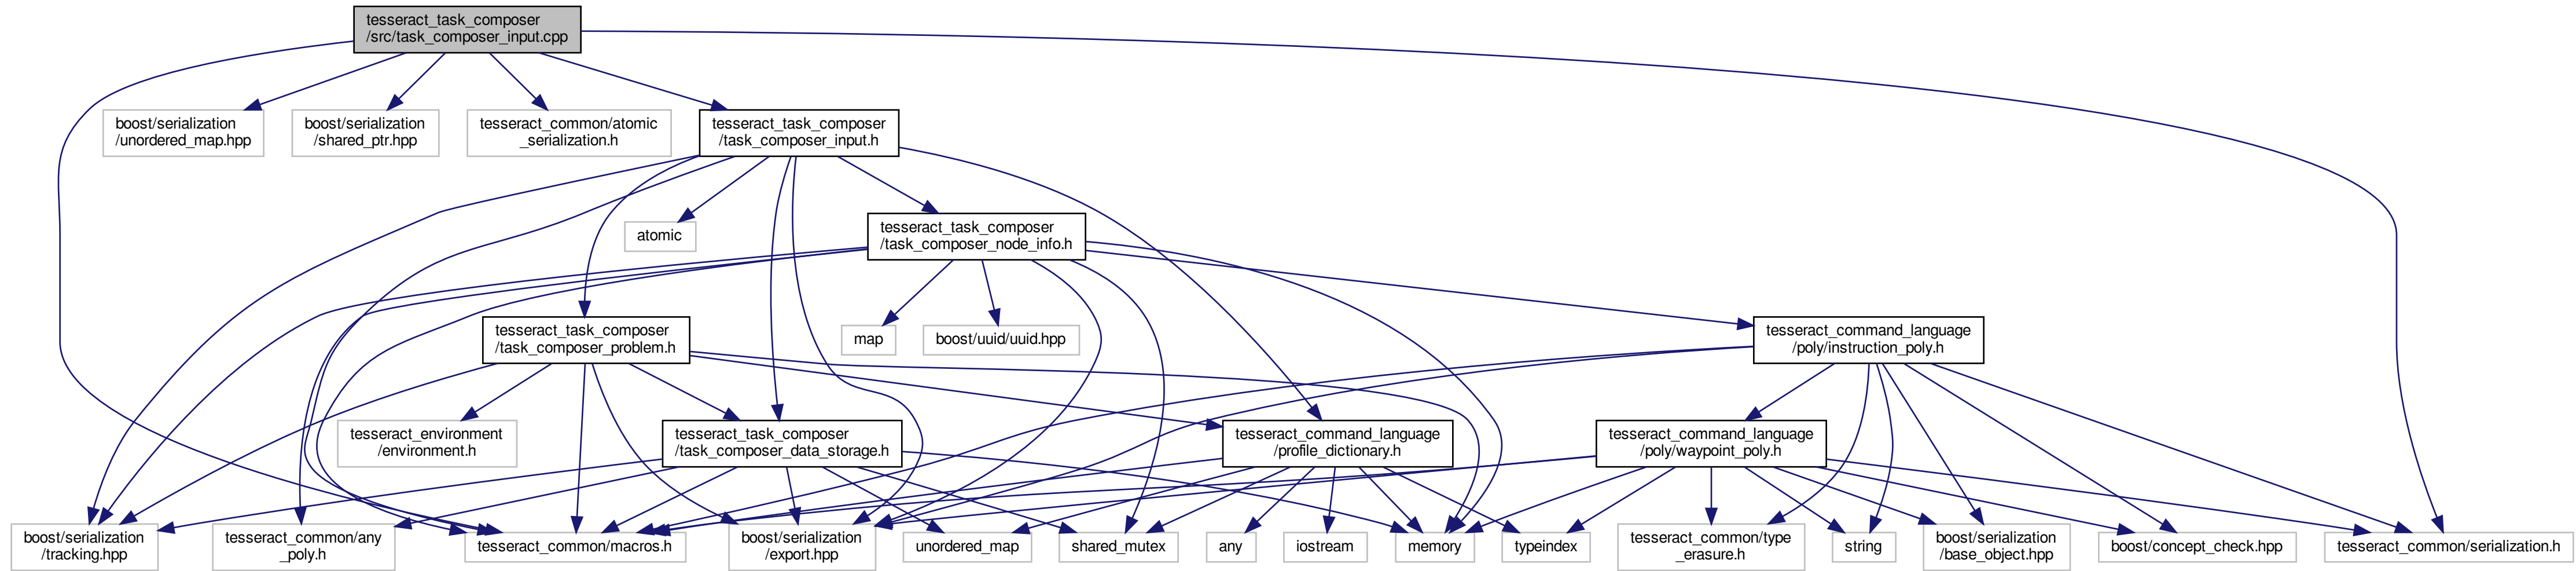 tesseract_task_composer
/src/task_composer_input.cpp
boost/serialization
/unordered_map.hpp
boost/serialization
/shared_ptr.hpp
tesseract_common/atomic
_serialization.h
tesseract_task_composer
/task_composer_input.h
atomic
tesseract_task_composer
/task_composer_node_info.h
tesseract_task_composer
/task_composer_problem.h
map
boost/uuid/uuid.hpp
tesseract_command_language
/poly/instruction_poly.h
tesseract_environment
/environment.h
tesseract_task_composer
/task_composer_data_storage.h
tesseract_command_language
/profile_dictionary.h
tesseract_command_language
/poly/waypoint_poly.h
boost/serialization
/tracking.hpp
tesseract_common/any
_poly.h
tesseract_common/macros.h
boost/serialization
/export.hpp
unordered_map
shared_mutex
any
iostream
memory
typeindex
tesseract_common/type
_erasure.h
string
boost/serialization
/base_object.hpp
boost/concept_check.hpp
tesseract_common/serialization.h